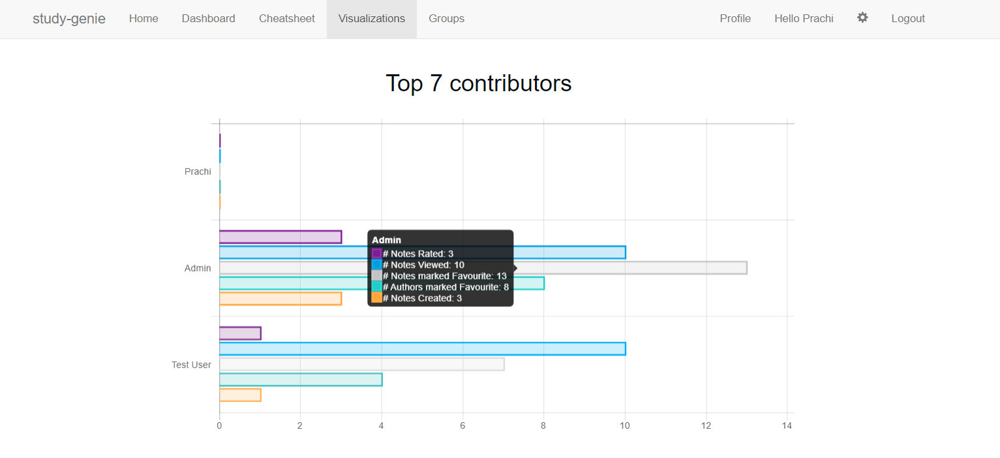 study-genie Home Dashboard Cheatsheet Visualizations Groups Profile Hello Prachi Logout
Top 7 contributors
Prachi
Admin
Admin
# Notes Rated: 3
# Notes Viewed: 10
# Notes marked Favourite: 13
# Authors marked Favourite: 8
# Notes Created: 3
Test User
0 2 4 6 8 10 12 14